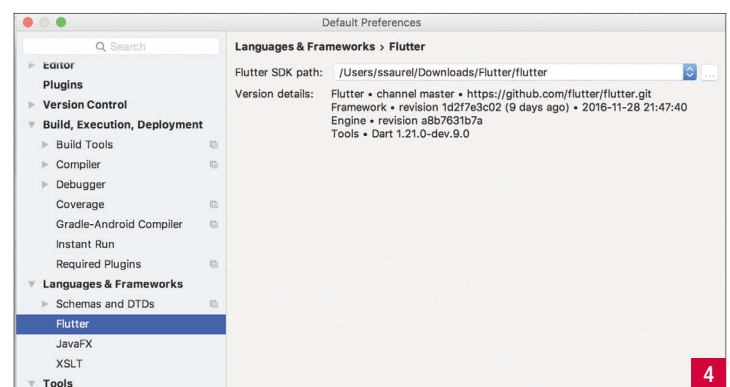 Default Preferences
Search
Editor
Plugins
Version Control
Build, Execution, Deployment
Build Tools
Compiler
Debugger
Coverage
Gradle-Android Compiler
Instant Run
Required Plugins
Languages & Frameworks
Schemas and DTDs
Flutter
JavaFX
XSLT
Tools
Languages & Frameworks › Flutter
Flutter SDK path: /Users/ssaurel/Downloads/Flutter/flutter ...
Version details: Flutter • channel master • https://github.com/flutter/flutter.git
Framework • revision 1d2f7e3c02 (9 days ago) • 2016-11-28 21:47:40
Engine • revision a8b7631b7a
Tools • Dart 1.21.0-dev.9.0
4